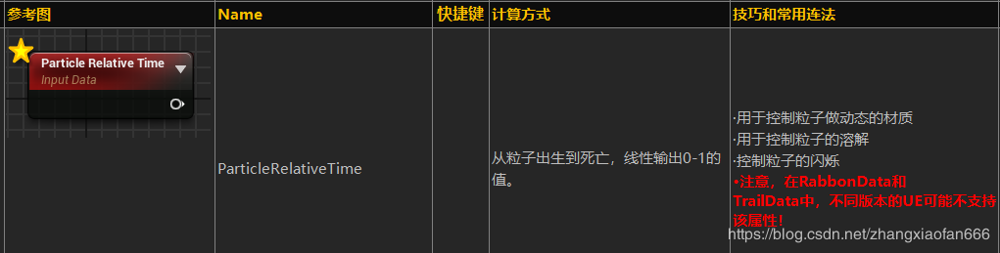 参考图
Name
快捷键
计算方式
技巧和常用连法
Particle Relative Time
Input Data
ParticleRelativeTime
从粒子出生到死亡，线性输出0-1的
值。
·用于控制粒子做动态的材质
·用于控制粒子的溶解
·控制粒子的闪烁
•注意，在RabbonData和
TrailData中，不同版本的UE可能不支持
该属性！
https://blog.csdn.net/zhangxiaofan666